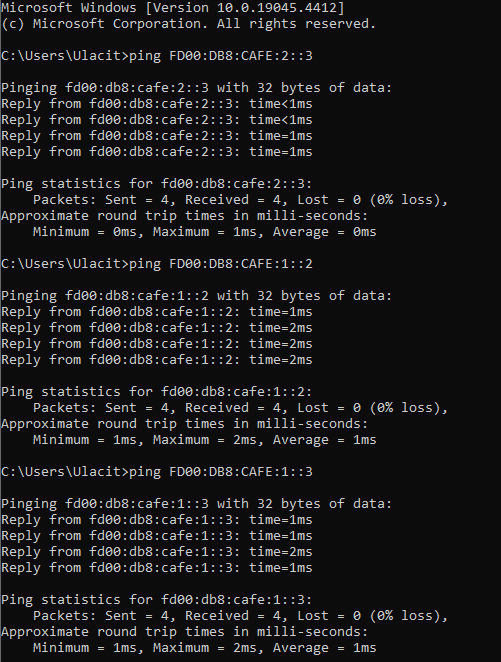 Microsoft Windows [Version 10.0.19045.4412]
(c) Microsoft Corporation. All rights reserved.
C:\Users\Ulacit>ping FD00:DB8:CAFE:2::3
Pinging fd00:db8:cafe:2::3 with 32 bytes of data:
Reply from fd00:db8:cafe:2::3: time<1ms
Reply from fd00:db8:cafe:2::3: time<1ms
Reply from fd00:db8:cafe:2::3: time=1ms
Reply from fd00:db8:cafe:2::3: time=1ms
Ping statistics for fd00:db8:cafe:2::3:
    Packets: Sent = 4, Received = 4, Lost = 0 (0% loss),
Approximate round trip times in milli-seconds:
    Minimum = 0ms, Maximum = 1ms, Average = 0ms
C:\Users\Ulacit>ping FD00:DB8:CAFE:1::2
Pinging fd00:db8:cafe:1::2 with 32 bytes of data:
Reply from fd00:db8:cafe:1::2: time=1ms
Reply from fd00:db8:cafe:1::2: time=2ms
Reply from fd00:db8:cafe:1::2: time=2ms
Reply from fd00:db8:cafe:1::2: time=2ms
Ping statistics for fd00:db8:cafe:1::2:
    Packets: Sent = 4, Received = 4, Lost = 0 (0% loss),
Approximate round trip times in milli-seconds:
    Minimum = 1ms, Maximum = 2ms, Average = 1ms
C:\Users\Ulacit>ping FD00:DB8:CAFE:1::3
Pinging fd00:db8:cafe:1::3 with 32 bytes of data:
Reply from fd00:db8:cafe:1::3: time=1ms
Reply from fd00:db8:cafe:1::3: time=1ms
Reply from fd00:db8:cafe:1::3: time=2ms
Reply from fd00:db8:cafe:1::3: time=1ms
Ping statistics for fd00:db8:cafe:1::3:
    Packets: Sent = 4, Received = 4, Lost = 0 (0% loss),
Approximate round trip times in milli-seconds:
    Minimum = 1ms, Maximum = 2ms, Average = 1ms